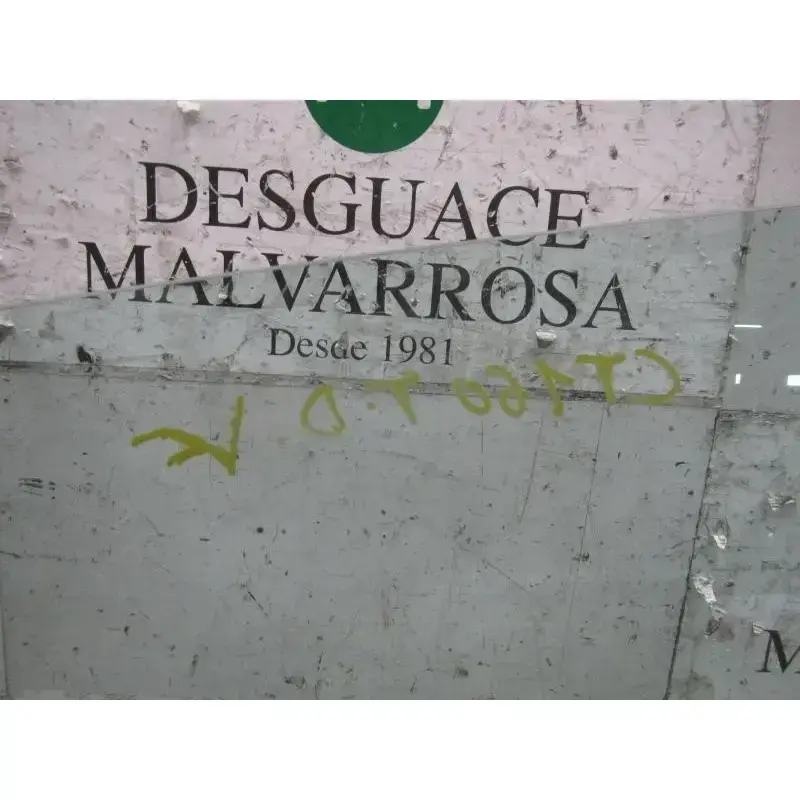 DESGUACE
MALVARROSA
Desde 1981
M